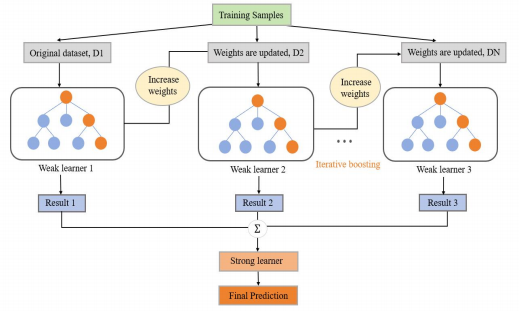 Training Samples
Original dataset, D1
Weights are updated, D2
Weights are updated, DN
Increase
weights
Increase
weights
...
Weak learner 1
Weak learner 2
Iterative boosting
Weak learner 3
Result 1
Result 2
Result 3
Σ
Strong learner
Final Prediction